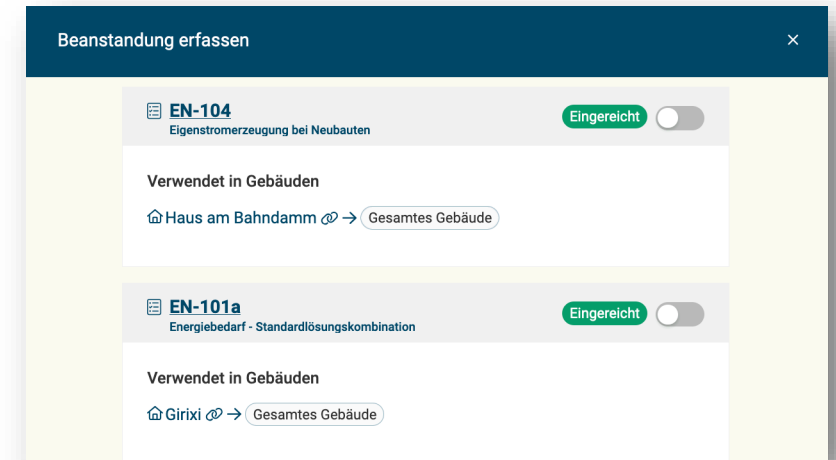 Beanstandung erfassen
EN-104
Eingereicht
Eigenstromerzeugung bei Neubauten
Verwendet in Gebäuden
Haus am Bahndamm → Gesamtes Gebäude
EN-101a
Eingereicht
Energiebedarf - Standardlösungskombination
Verwendet in Gebäuden
Girixi → Gesamtes Gebäude